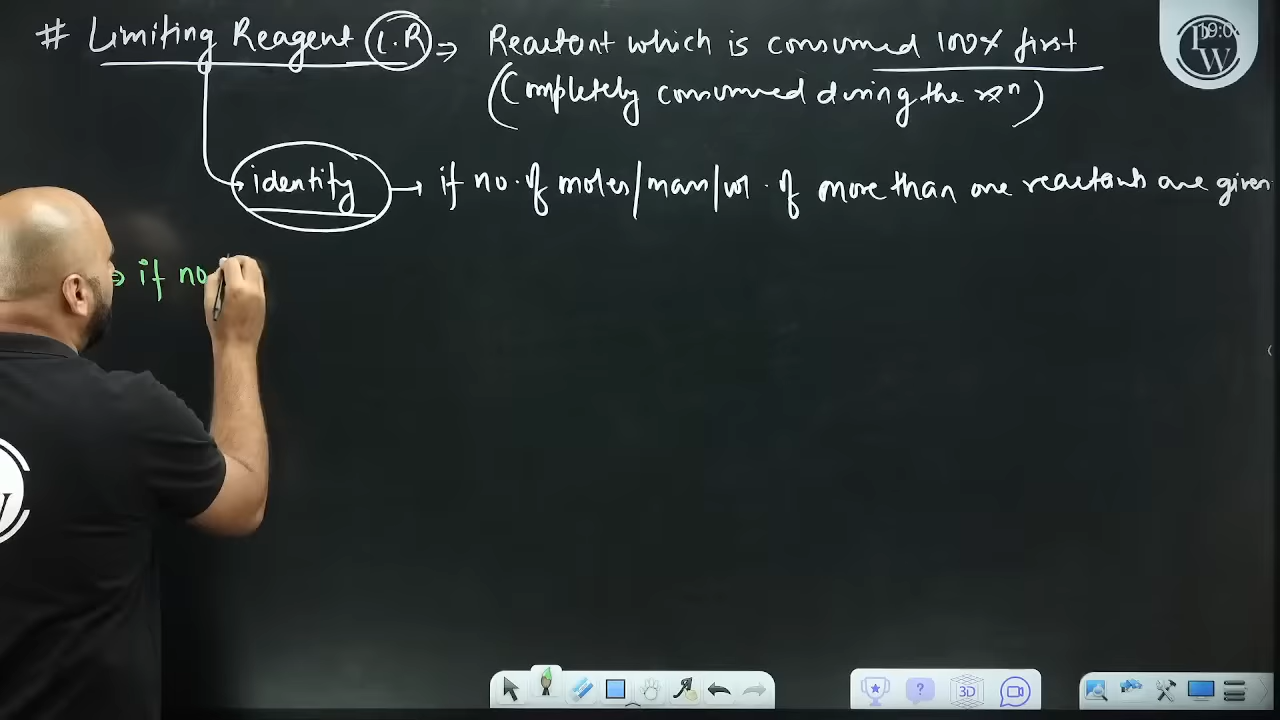 # Limiting Reagent (L.R) ⇒ Reactant which is consumed 100% first
(Completely consumed during the rxⁿ)
identify → if no. of moles/mass/vol. of more than one reactants are given
⇒ if no
3D
W